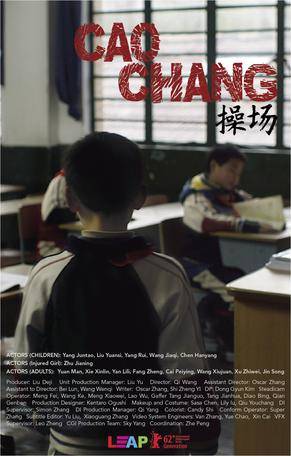 CAO
CHANG
操场
ACTORS (CHILDREN): Yang Juntao, Liu Yuansi, Yang Rui, Wang Jiaqi, Chen Hanyang
ACTORS (Injured Girl): Zhu Jianing
ACTORS (ADULTS): Yuan Man, Xie Xinlin, Yan Lili, Fang Zheng, Cai Peiying, Wang Xiujuan, Xu Zhiwei, Jin Song
Producer: Liu Deji Unit Production Manager: Liu Yu Director: Qi Wang Assistant Director: Oscar Zhang
Assistant to Director: Bei Lun, Wang Wenqi Writer: Oscar Zhang, Shi Zheng Yi DP: Dong Gyun Kim Steadicam
Operator: Meng Fei, Wang Ke, Meng Xiaowei, Lao Wu, Gaffer Tang Jianguo, Tang Jianhua, Diao Bing, Qian
Genben Production Designer: Kentaro Ogushi Makeup and Costume: Sasa Chen, Lily Lu, Qiu Youchang DI
Supervisor: Simon Zhang DI Production Manager: Qi Yang Colorist: Candy Shi Conform Operator: Super
Zhang Subtitle Editor: Yu Liu, Xiaoguang Zhang Video System Engineers: Van Zhang, Yue Chao, Xin Cai VFX
Supervisor: Leo Zheng CGI Production Team: Sky Yang Coordinator: Zhe Peng
LEAP
62
Generation